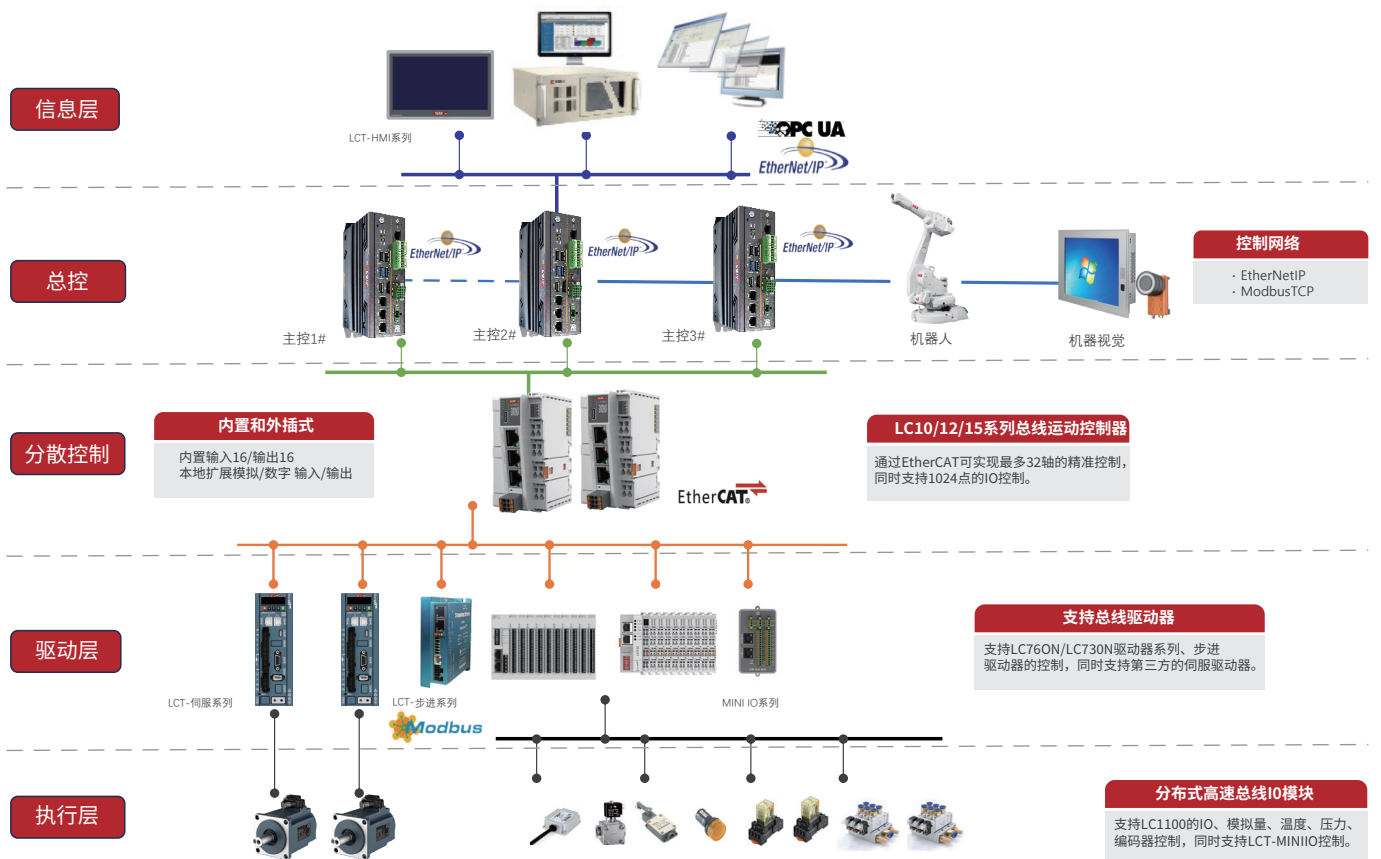 信息层
LCT-HMI系列
OPC UA
EtherNet/IP
总控
EtherNet/IP
EtherNet/IP
EtherNet/IP
主控1#
主控2#
主控3#
机器人
机器视觉
控制网络
· EtherNetIP
· ModbusTCP
分散控制
内置和外插式
内置输入16/输出16
本地扩展模拟/数字 输入/输出
EtherCAT®
LC10/12/15系列总线运动控制器
通过EtherCAT可实现最多32轴的精准控制，
同时支持1024点的IO控制。
驱动层
LCT-伺服系列
LCT-步进系列
Modbus
MINI IO系列
支持总线驱动器
支持LC76ON/LC730N驱动器系列、步进
驱动器的控制，同时支持第三方的伺服驱动器。
执行层
分布式高速总线I0模块
支持LC1100的IO、模拟量、温度、压力、
编码器控制，同时支持LCT-MINIIO控制。